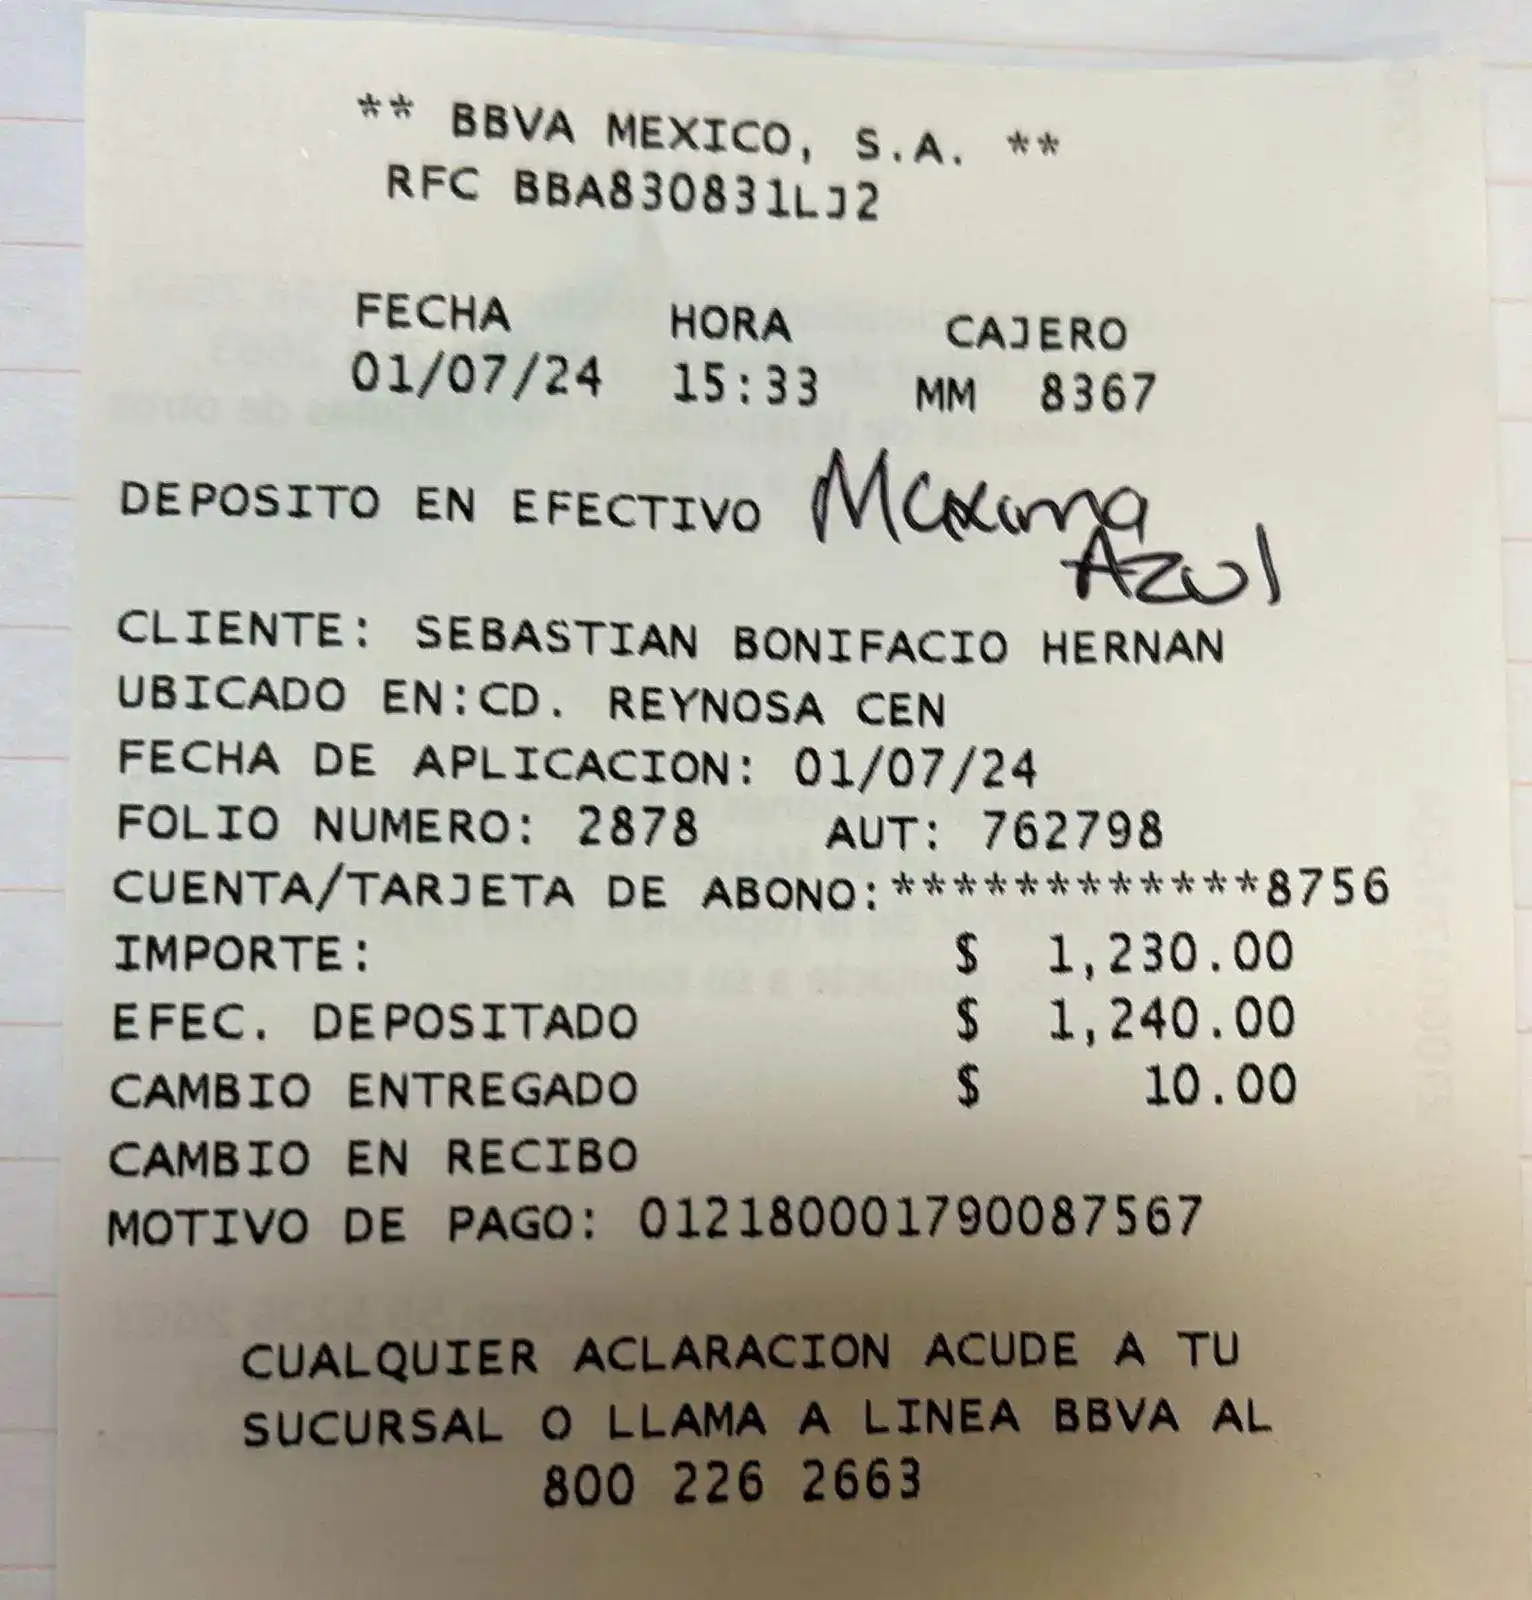 ** BBVA MEXICO, S.A. **
RFC BBA830831LJ2
FECHA HORA CAJERO
01/07/24 15:33 MM 8367
DEPOSITO EN EFECTIVO Maxima
Azul
CLIENTE: SEBASTIAN BONIFACIO HERNAN
UBICADO EN:CD. REYNOSA CEN
FECHA DE APLICACION: 01/07/24
FOLIO NUMERO: 2878 AUT: 762798
CUENTA/TARJETA DE ABONO:************8756
IMPORTE: $ 1,230.00
EFEC. DEPOSITADO $ 1,240.00
CAMBIO ENTREGADO $ 10.00
CAMBIO EN RECIBO
MOTIVO DE PAGO: 012180001790087567
CUALQUIER ACLARACION ACUDE A TU
SUCURSAL O LLAMA A LINEA BBVA AL
800 226 2663